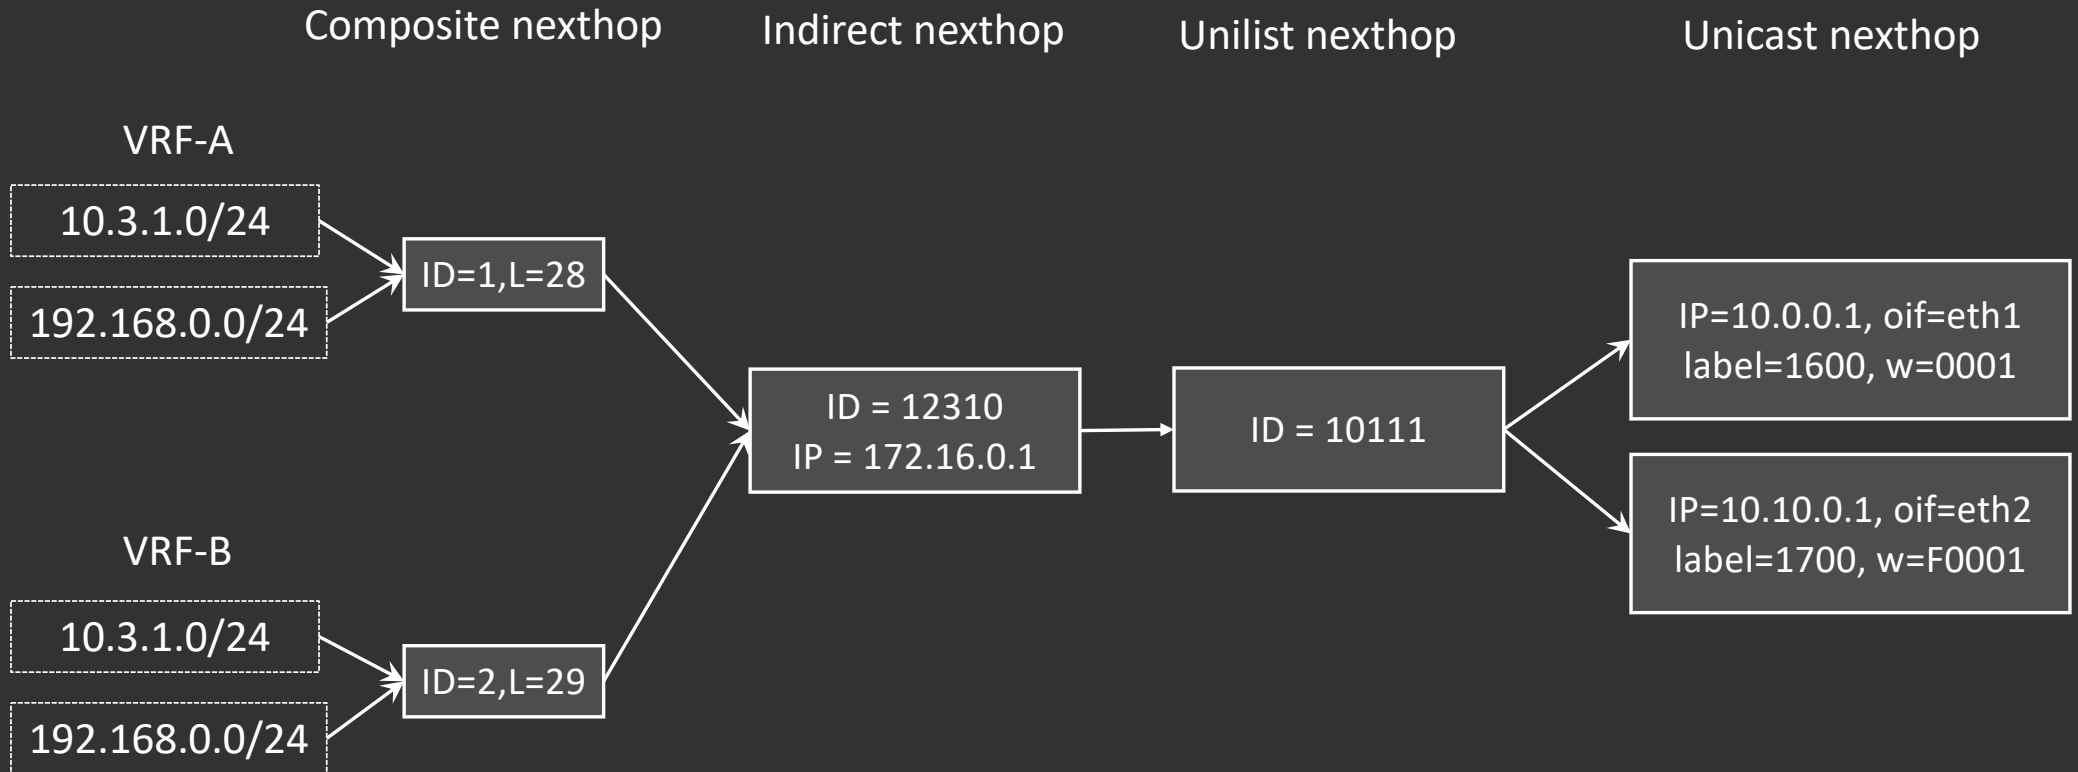 Composite nexthop
Indirect nexthop
Unilist nexthop
Unicast nexthop
VRF-A
10.3.1.0/24
192.168.0.0/24
ID=1,L=28
VRF-B
10.3.1.0/24
192.168.0.0/24
ID=2,L=29
ID = 12310
IP = 172.16.0.1
ID = 10111
IP=10.0.0.1, oif=eth1
label=1600, w=0001
IP=10.10.0.1, oif=eth2
label=1700, w=F0001